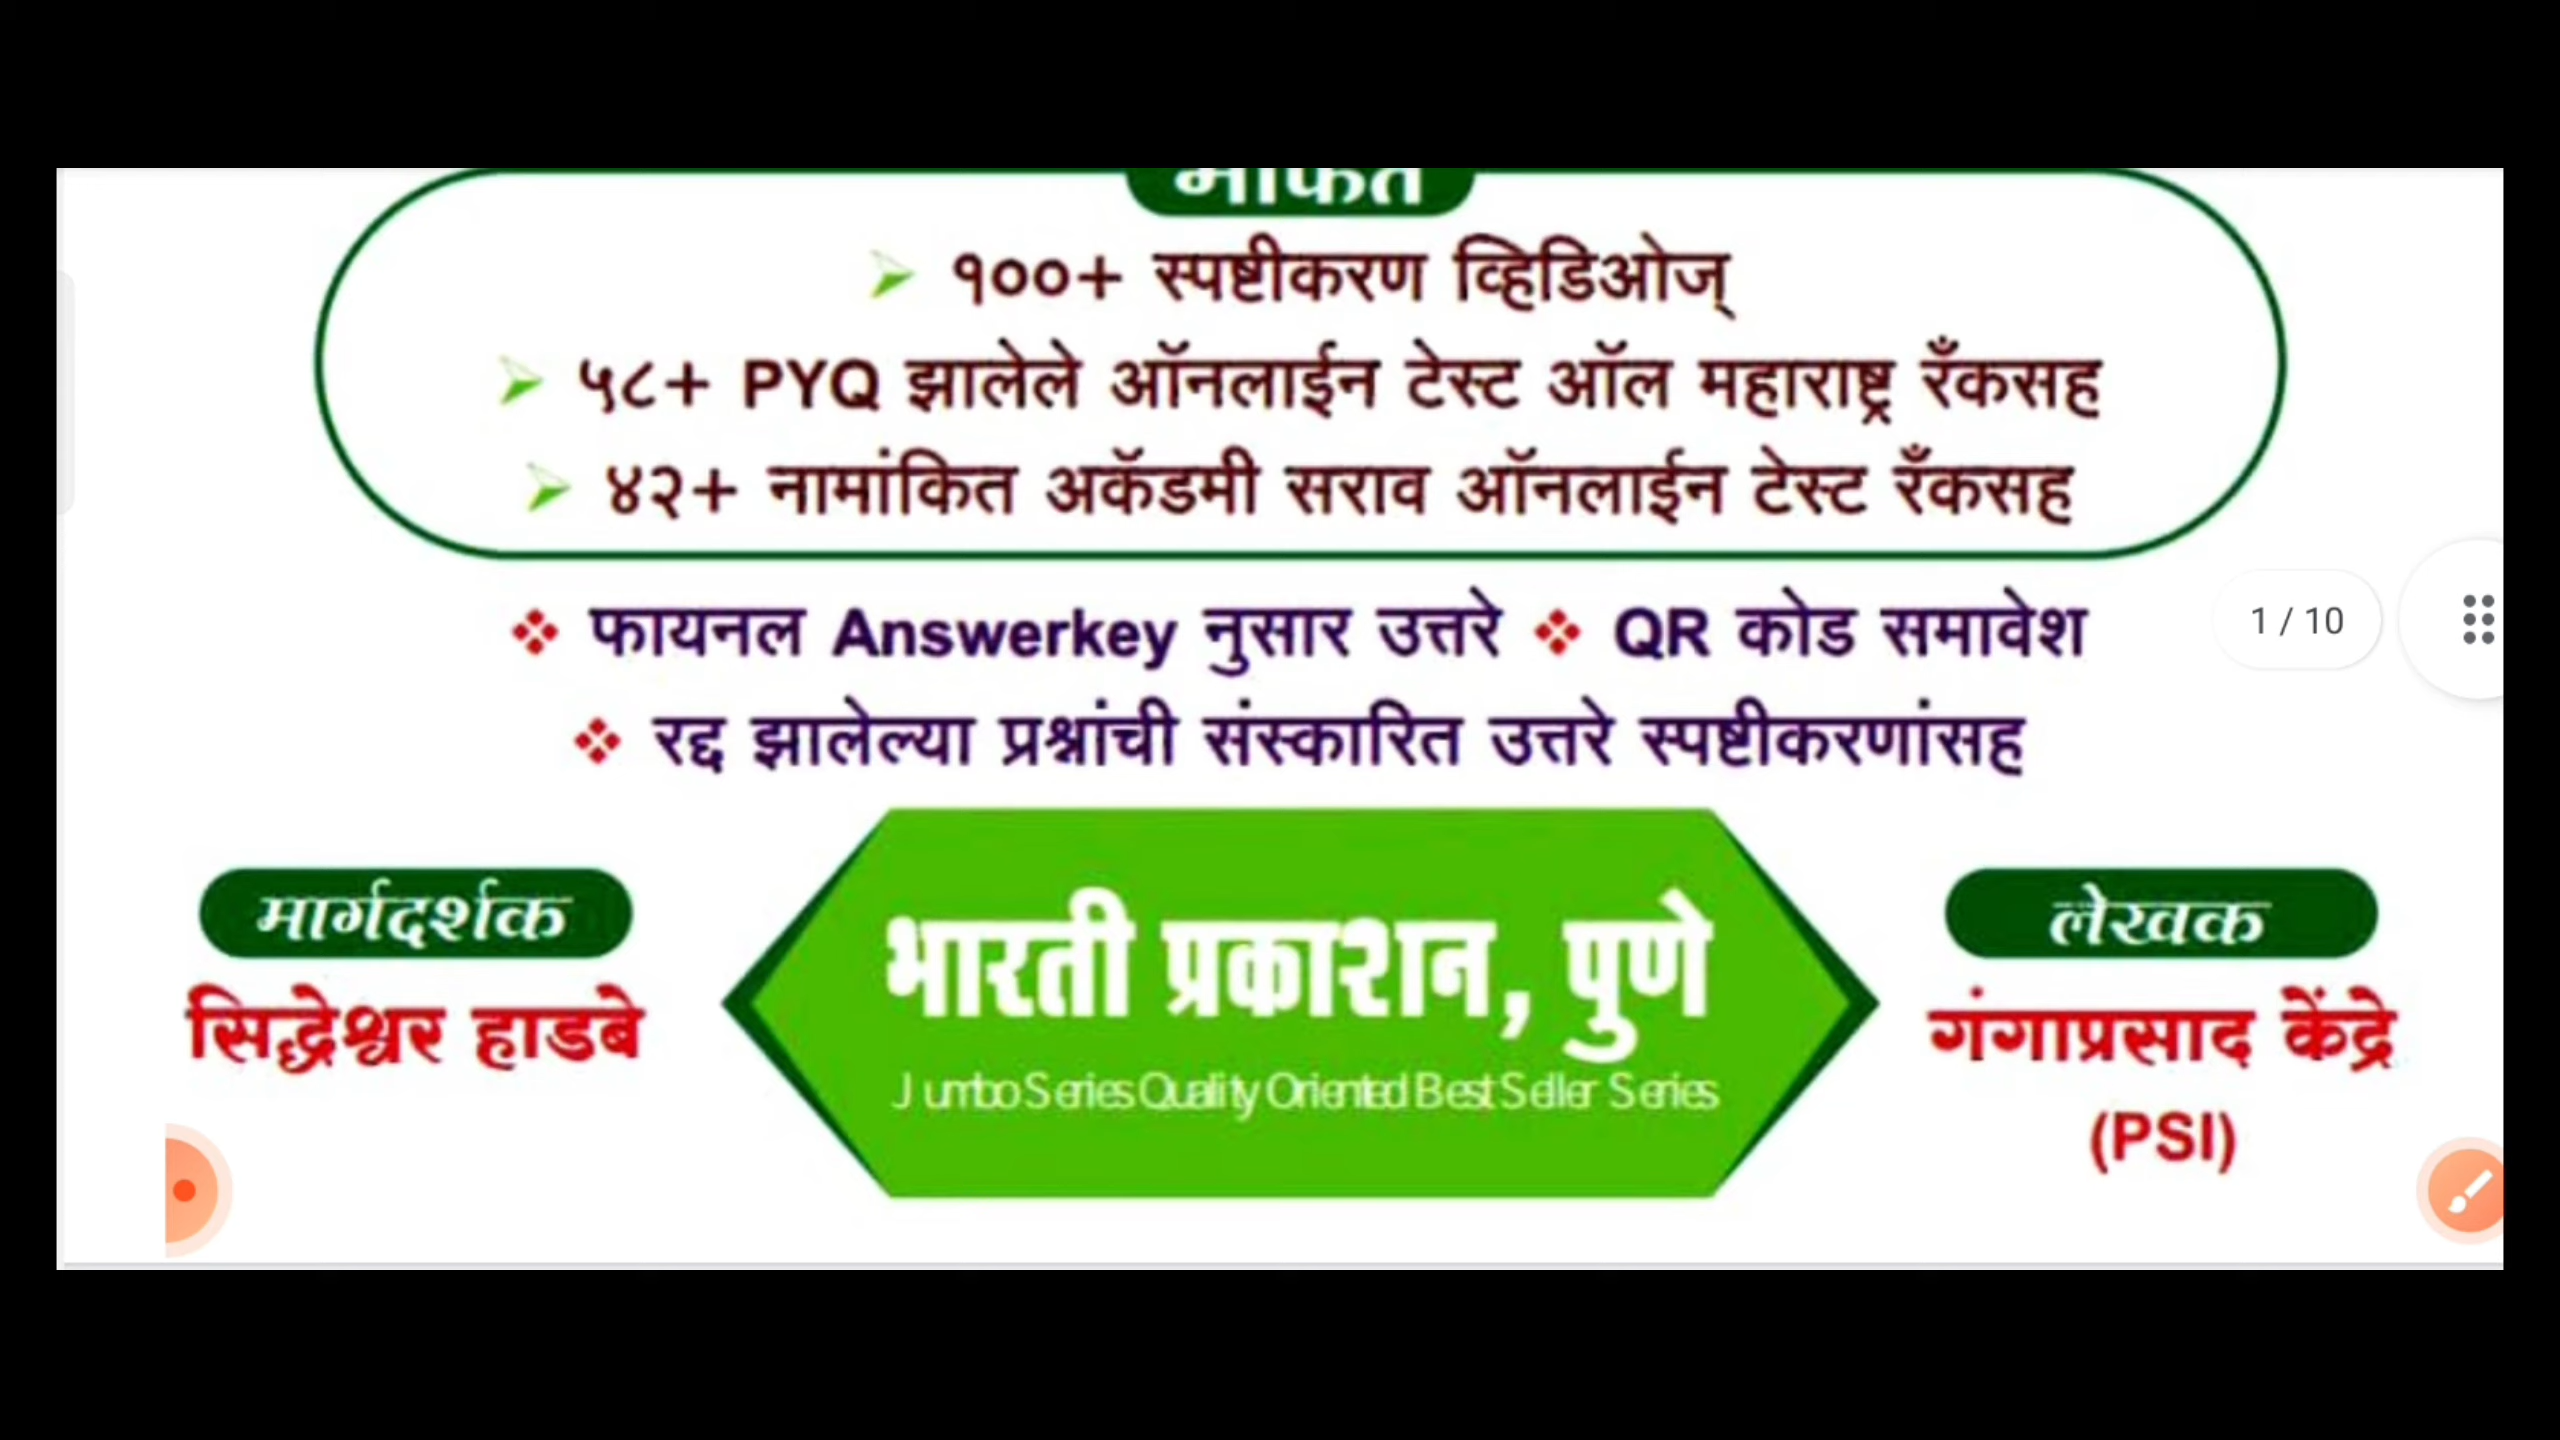 मोफत
१००+ स्पष्टीकरण व्हिडिओज्
५८+ PYQ झालेले ऑनलाईन टेस्ट ऑल महाराष्ट्र रँकसह
४२+ नामांकित अकॅडमी सराव ऑनलाईन टेस्ट रँकसह
फायनल Answerkey नुसार उत्तरे QR कोड समावेश
1 / 10
रद्द झालेल्या प्रश्नांची संस्कारित उत्तरे स्पष्टीकरणांसह
मार्गदर्शक
सिद्धेश्वर हाडबे
भारती प्रकाशन, पुणे
Jumbo Series Quality Oriented Best Seller Series
लेखक
गंगाप्रसाद केंद्रे
(PSI)